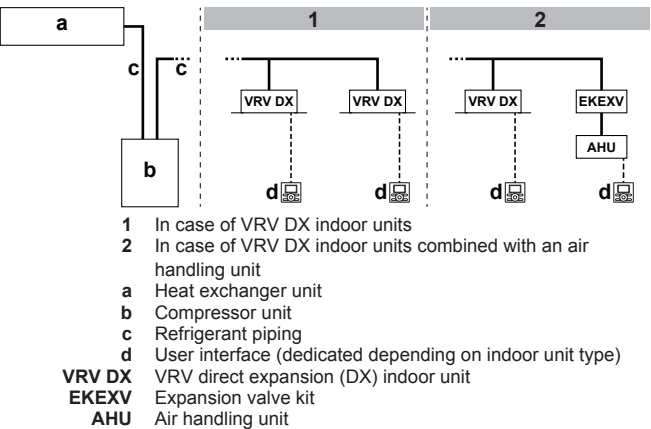 a
1
2
c
c
VRV DX
VRV DX
VRV DX
EKEXV
AHU
b
d
d
d
d
1 In case of VRV DX indoor units
2 In case of VRV DX indoor units combined with an air
handling unit
a Heat exchanger unit
b Compressor unit
c Refrigerant piping
d User interface (dedicated depending on indoor unit type)
VRV DX VRV direct expansion (DX) indoor unit
EKEXV Expansion valve kit
AHU Air handling unit